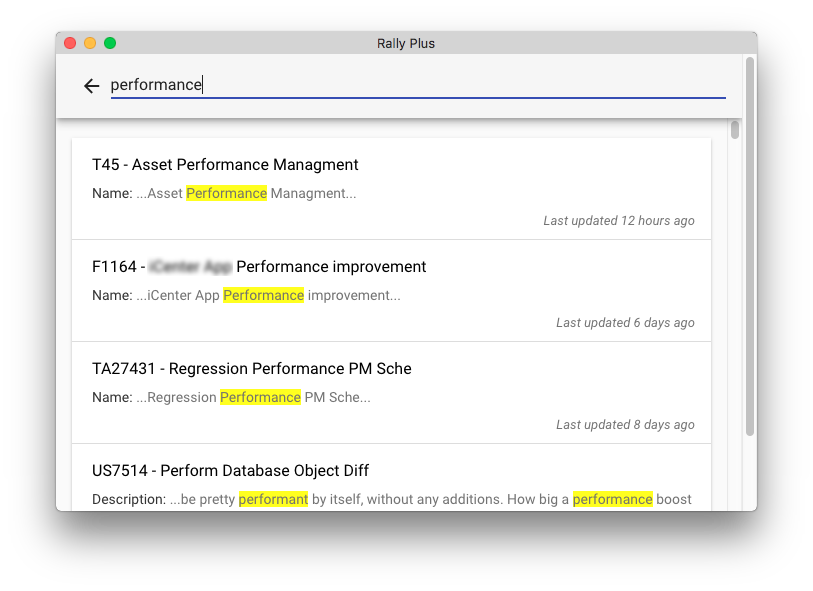 Rally Plus
performance
T45 - Asset Performance Managment
Name: ...Asset Performance Managment...
Last updated 12 hours ago
F1164 - Performance improvement
Name: ...iCenter App Performance improvement...
Last updated 6 days ago
TA27431 - Regression Performance PM Sche
Name: ...Regression Performance PM Sche...
Last updated 8 days ago
US7514 - Perform Database Object Diff
Description: ...be pretty performant by itself, without any additions. How big a performance boost